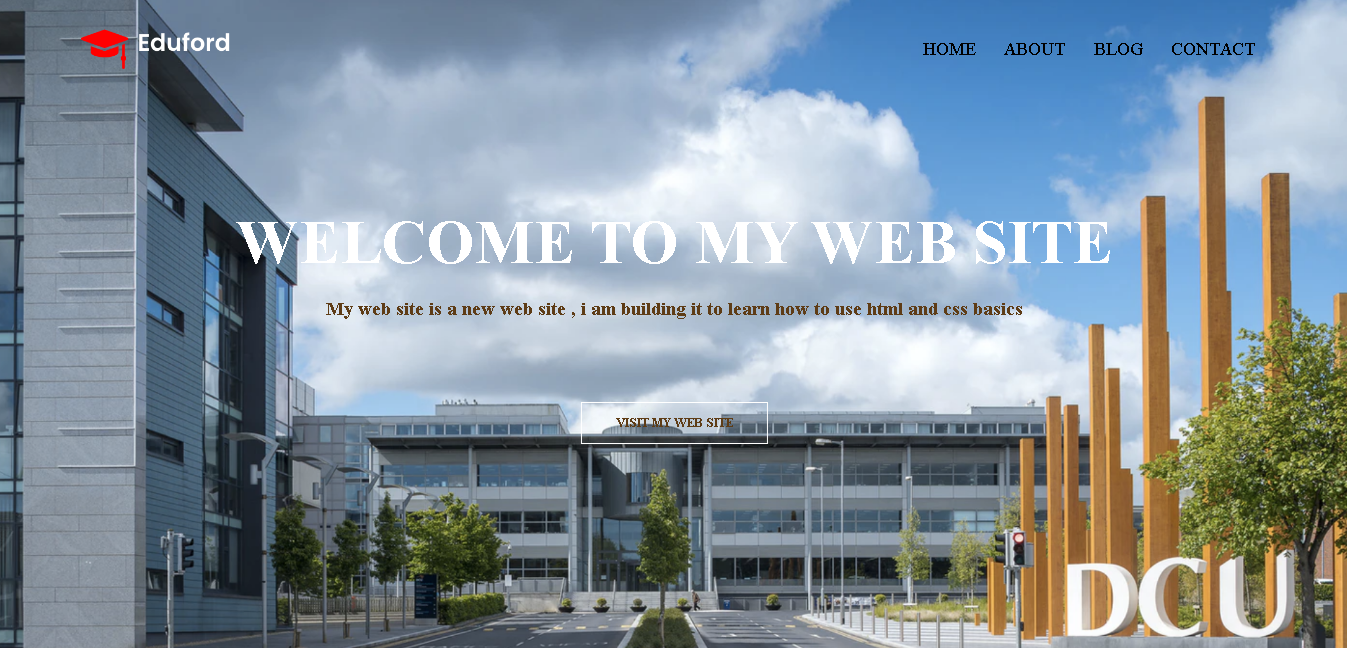 Eduford
HOME ABOUT BLOG CONTACT
WELCOME TO MY WEB SITE
My web site is a new web site , i am building it to learn how to use html and css basics
VISIT MY WEB SITE
DCU